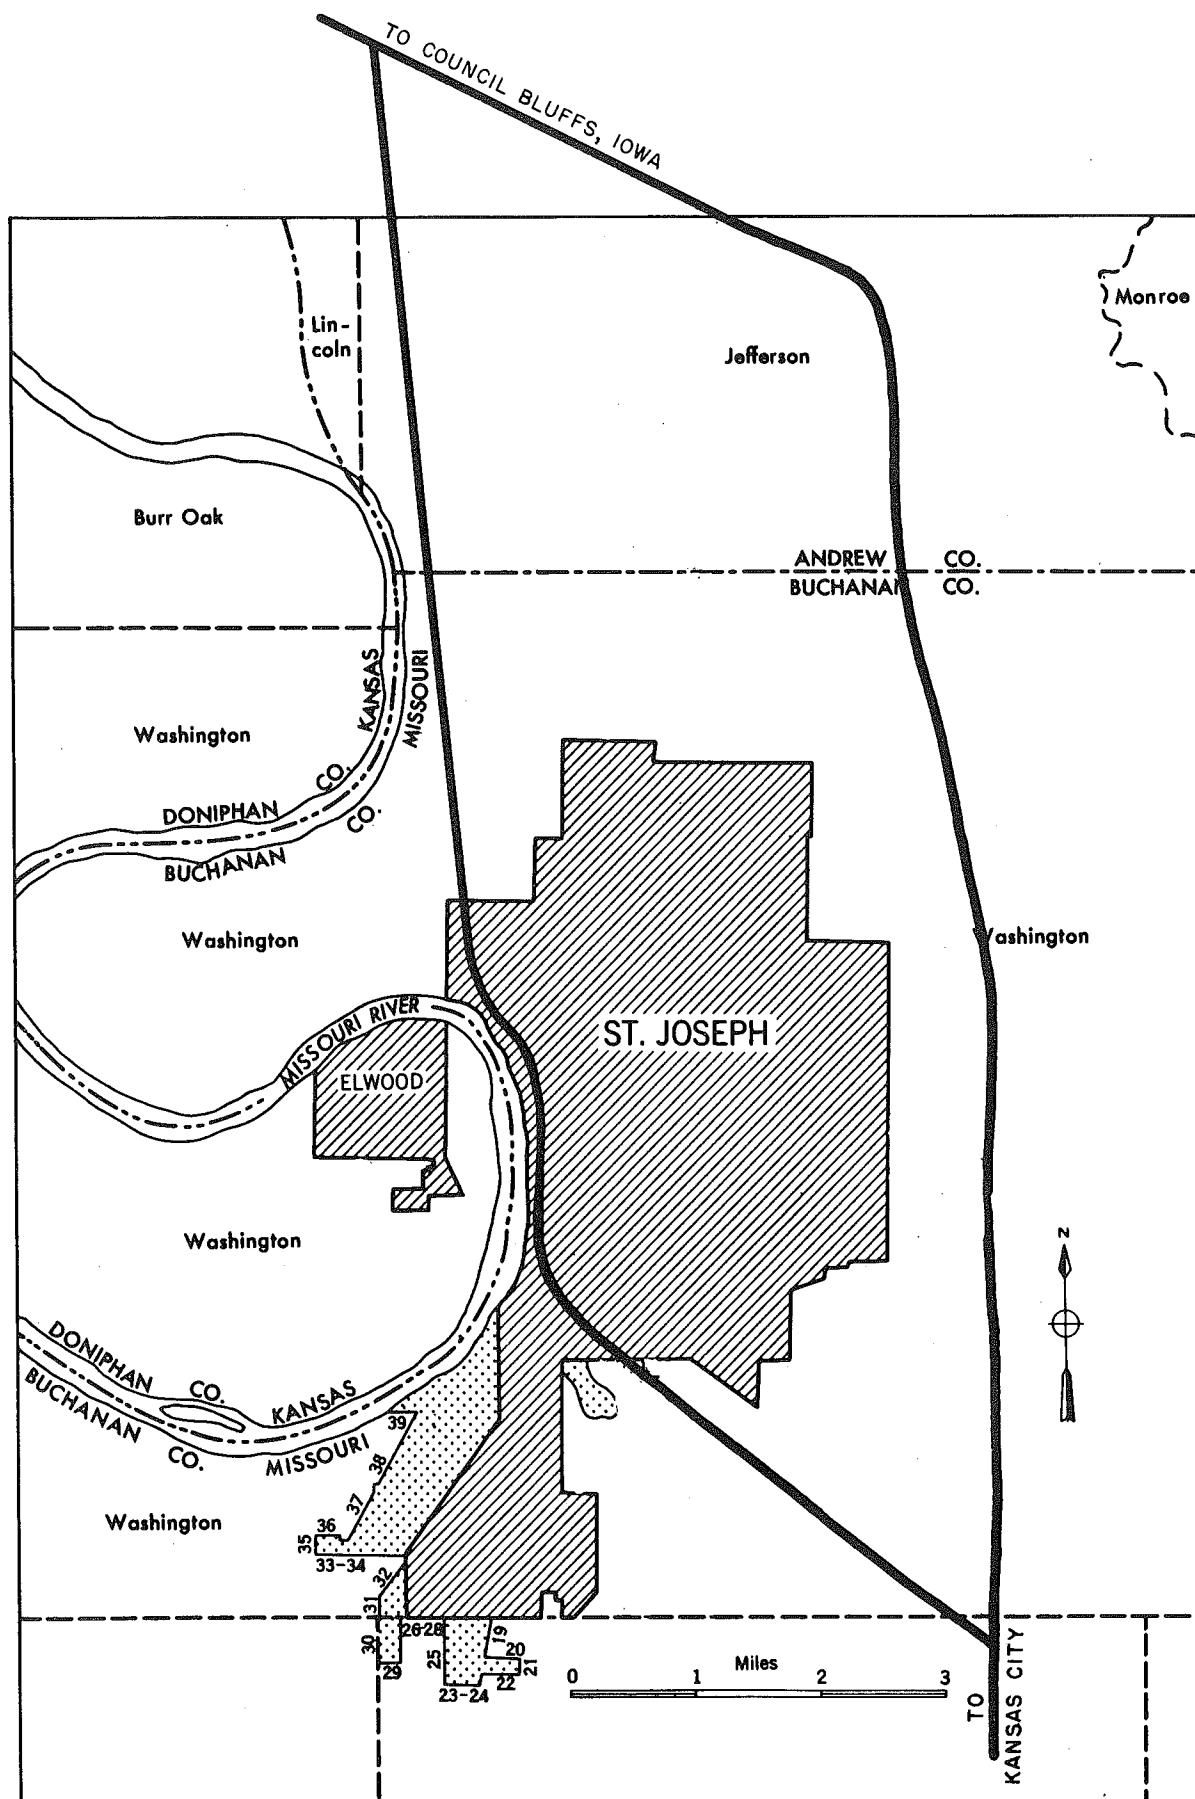 TO COUNCIL BLUFFS, IOWA
Monroe
Lin-
coln
Jefferson
Burr Oak
ANDREW CO.
BUCHANAN CO.
KANSAS
MISSOURI
Washington
DONIPHAN CO.
BUCHANAN CO.
Washington
Washington
MISSOURI RIVER
ST. JOSEPH
ELWOOD
Washington
N
DONIPHAN CO.
BUCHANAN CO.
KANSAS
MISSOURI
39
38
37
36
35
33-34
Washington
32
31
30
29
26-28
25
23-24
19
20
21
22
Miles
0 1 2 3
TO
KANSAS CITY